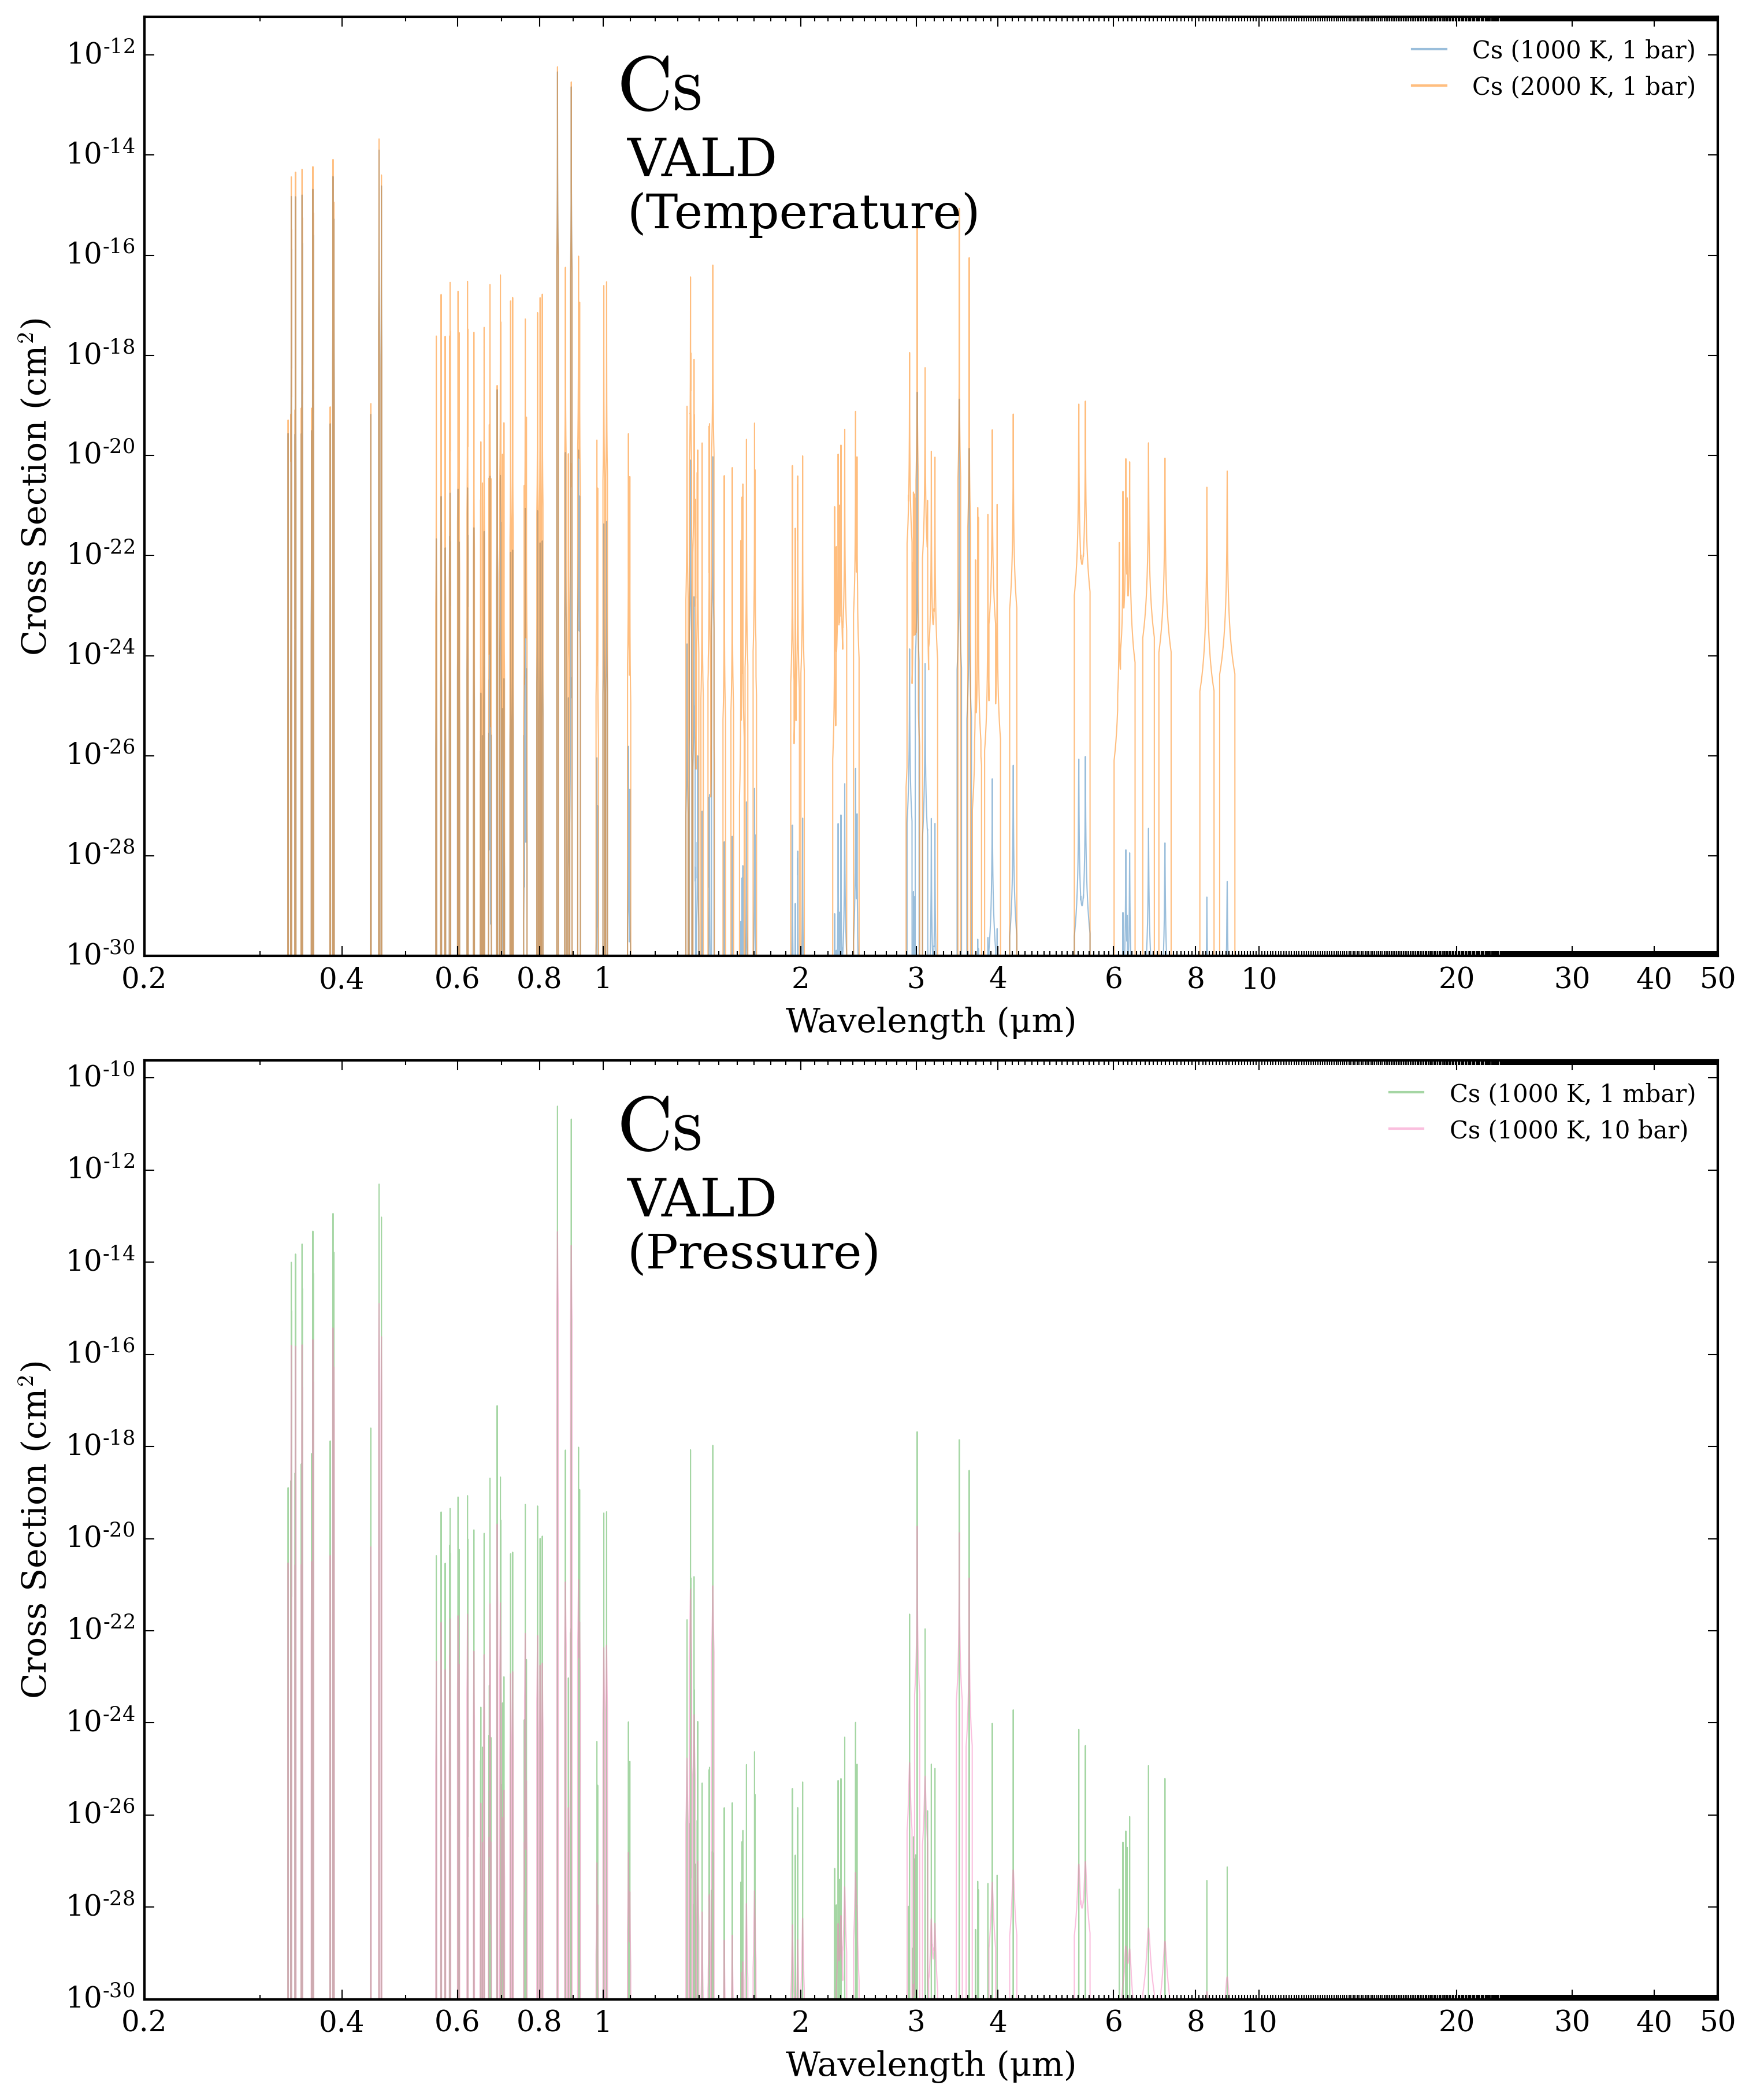 10-12
10-14
10-16
10-18
10-20
10-22
10-24
10-26
10-28
10-30
Cross Section (cm2)
Cs
VALD
(Temperature)
Cs (1000 K, 1 bar)
Cs (2000 K, 1 bar)
0.2 0.4 0.6 0.8 1 2 3 4 6 8 10 20 30 40 50
Wavelength (μm)
10-10
10-12
10-14
10-16
10-18
10-20
10-22
10-24
10-26
10-28
10-30
Cross Section (cm2)
Cs
VALD
(Pressure)
Cs (1000 K, 1 mbar)
Cs (1000 K, 10 bar)
0.2 0.4 0.6 0.8 1 2 3 4 6 8 10 20 30 40 50
Wavelength (μm)